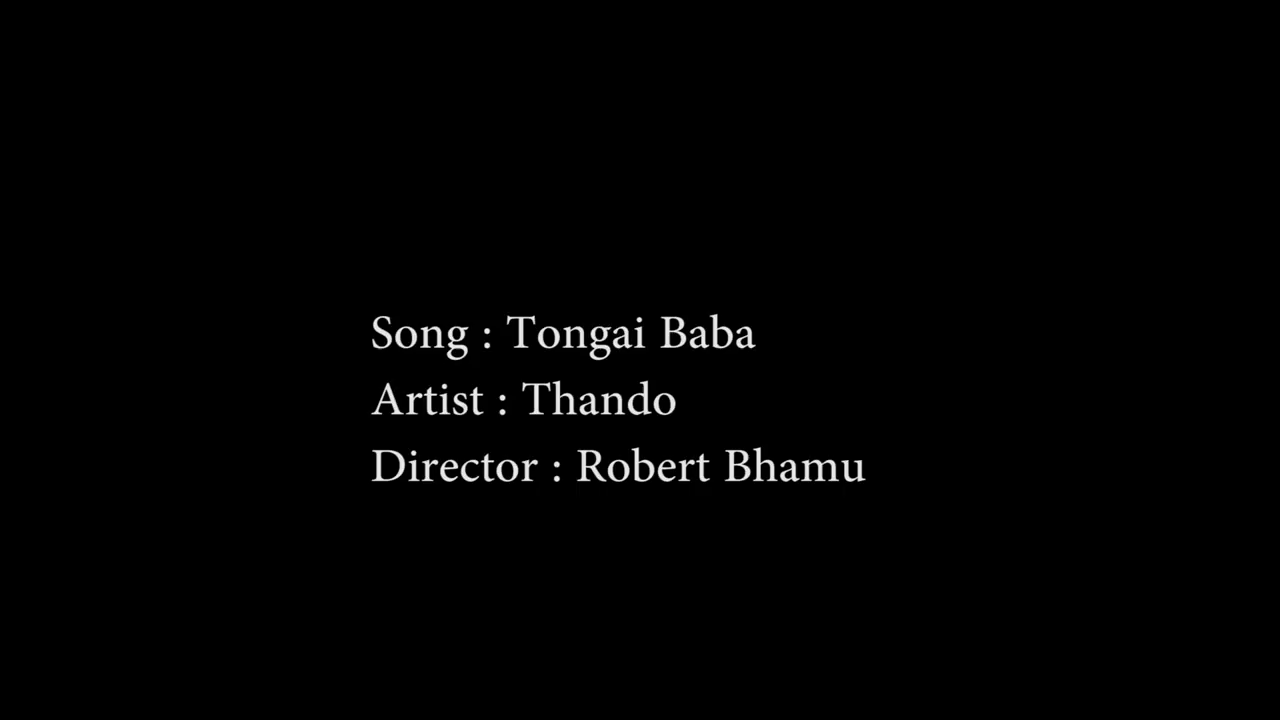 Song : Tongai Baba
Artist : Thando
Director : Robert Bhamu